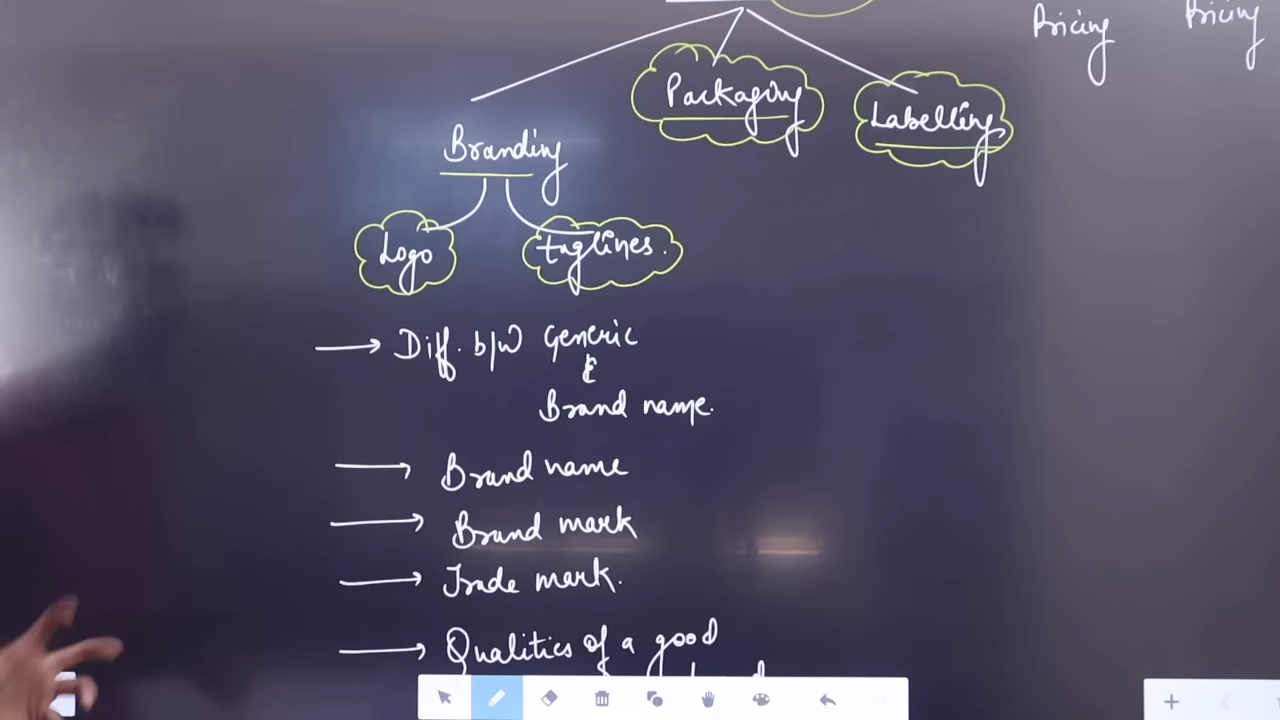 Pricing Pricing
Packaging
Labelling
Branding
Logo taglines.
→ Diff. b/w Generic
&
Brand name.
→ Brand name
→ Brand mark
→ Trade mark.
→ Qualities of a good